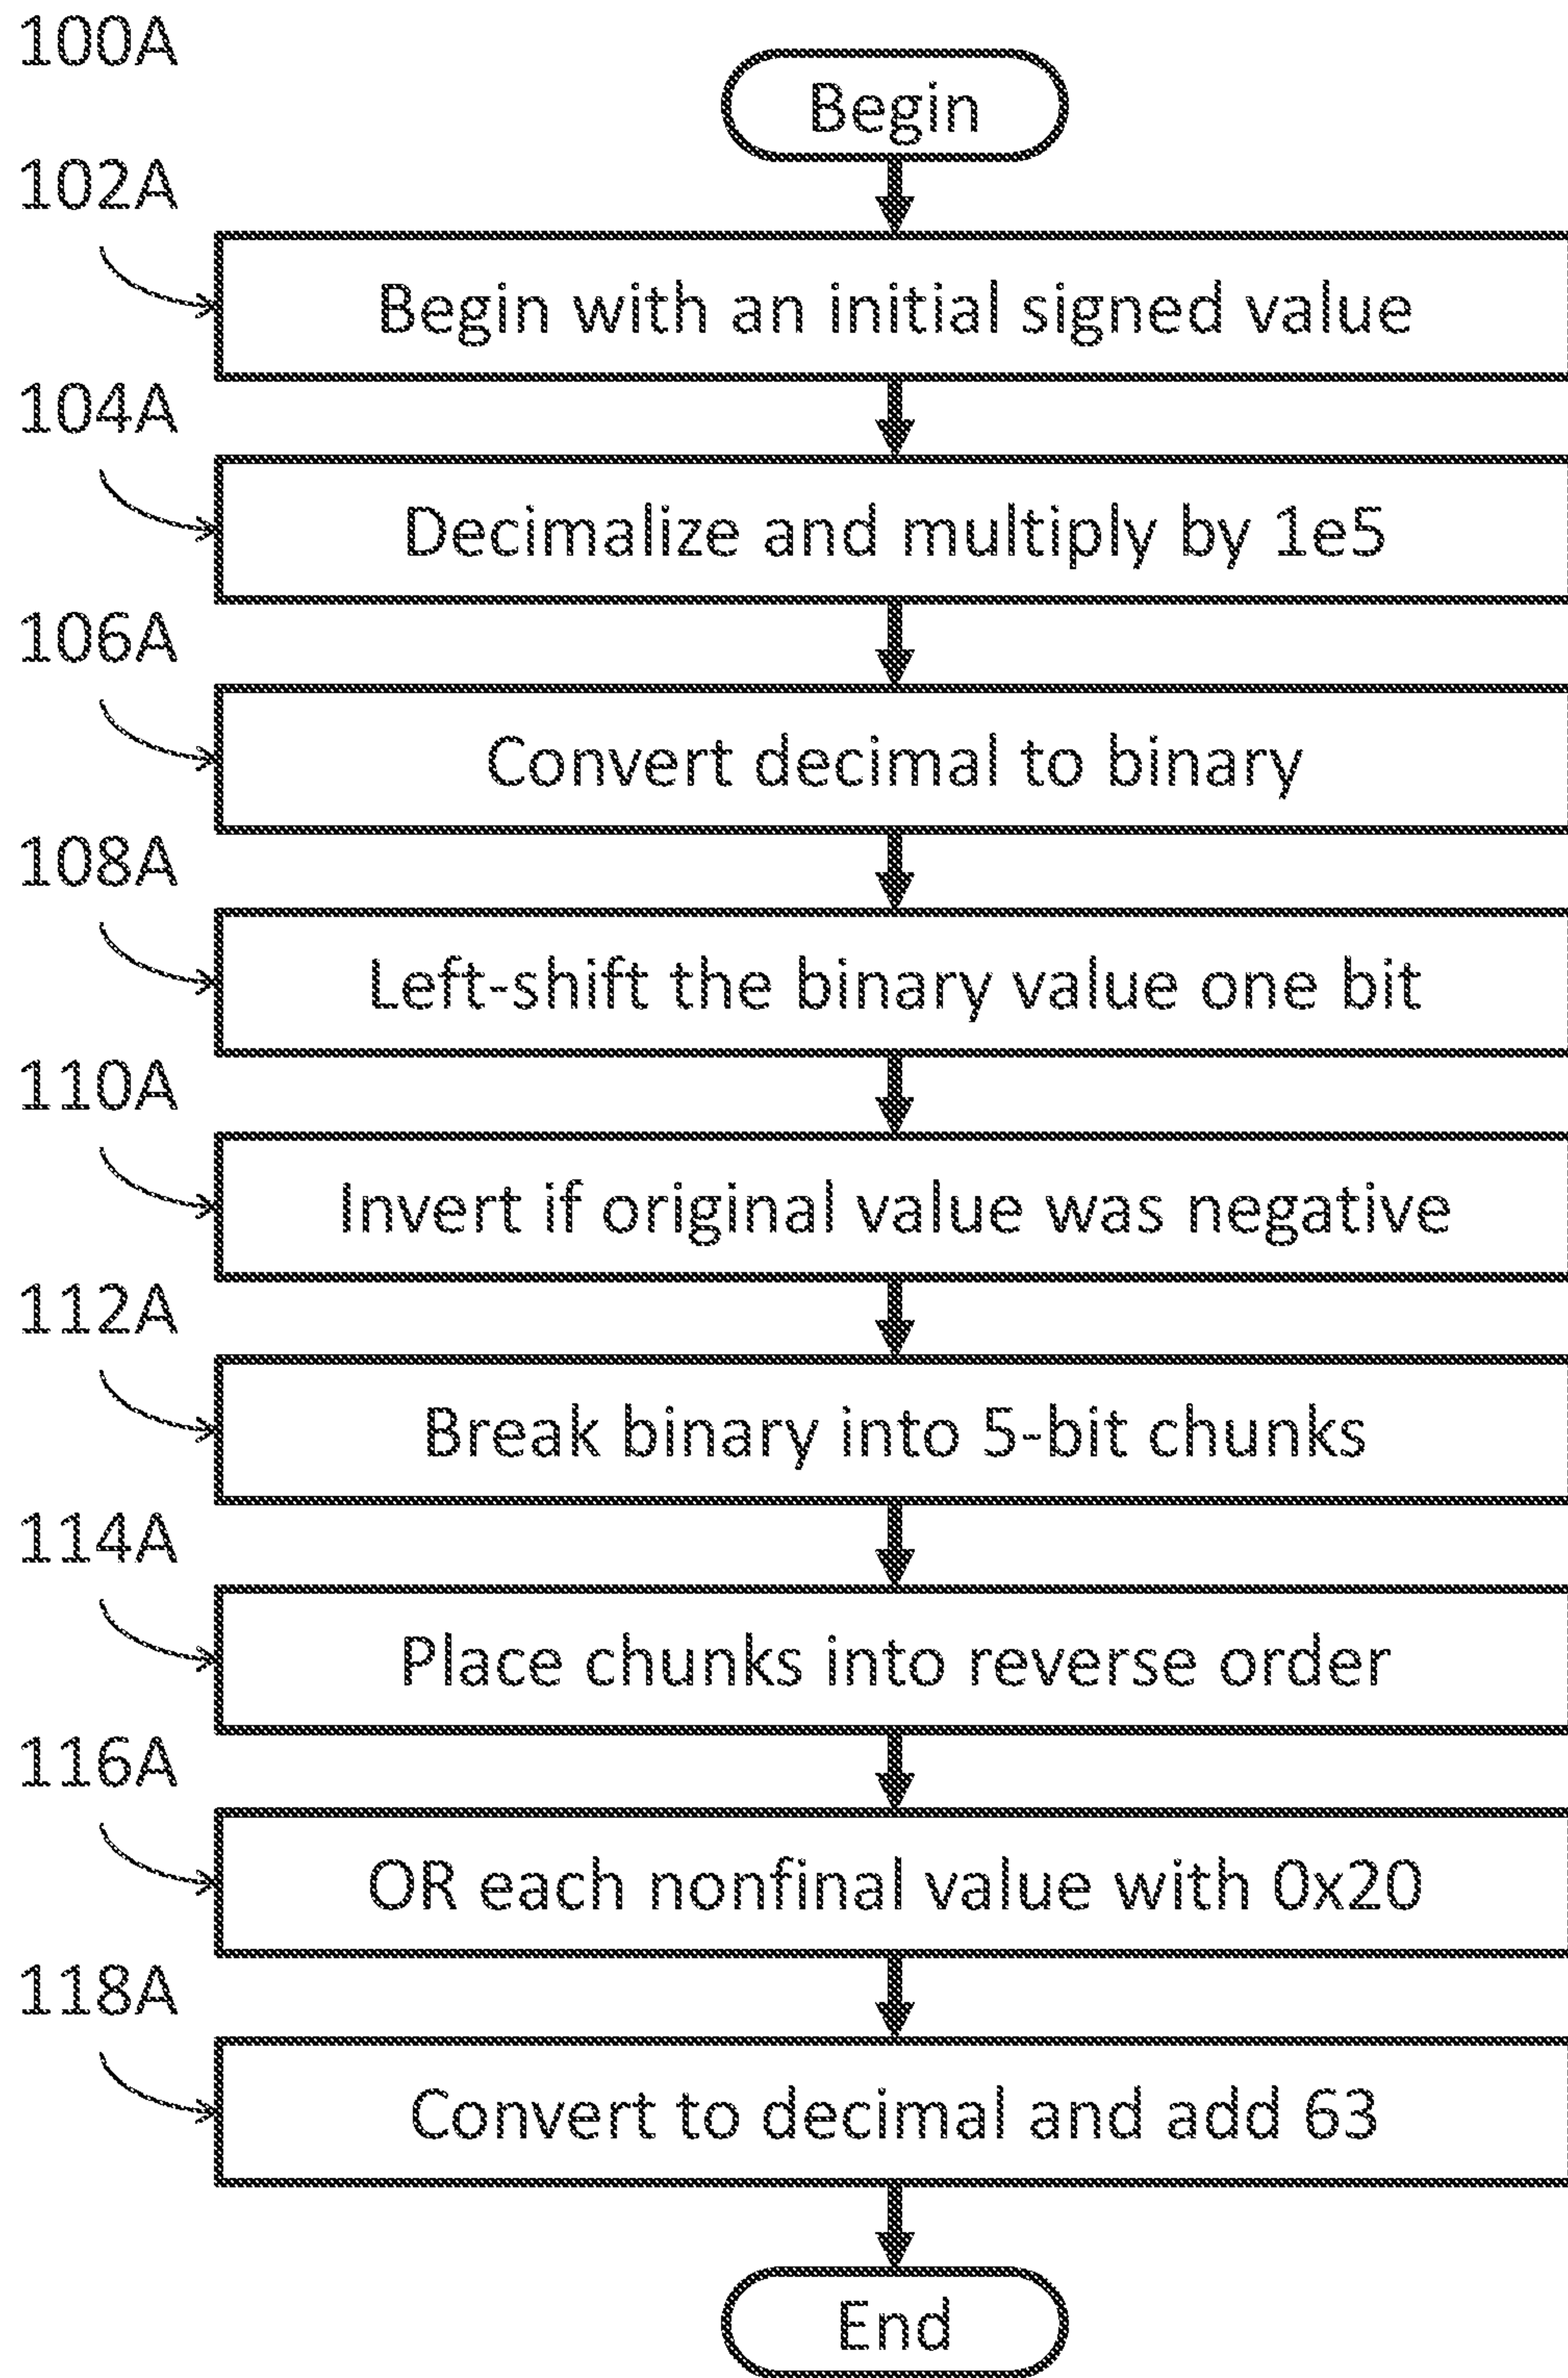 100A
Begin
102A
Begin with an initial signed value
104A
Decimalize and multiply by 1e5
106A
Convert decimal to binary
108A
Left-shift the binary value one bit
110A
Invert if original value was negative
112A
Break binary into 5-bit chunks
114A
Place chunks into reverse order
116A
OR each nonfinal value with 0x20
118A
Convert to decimal and add 63
End